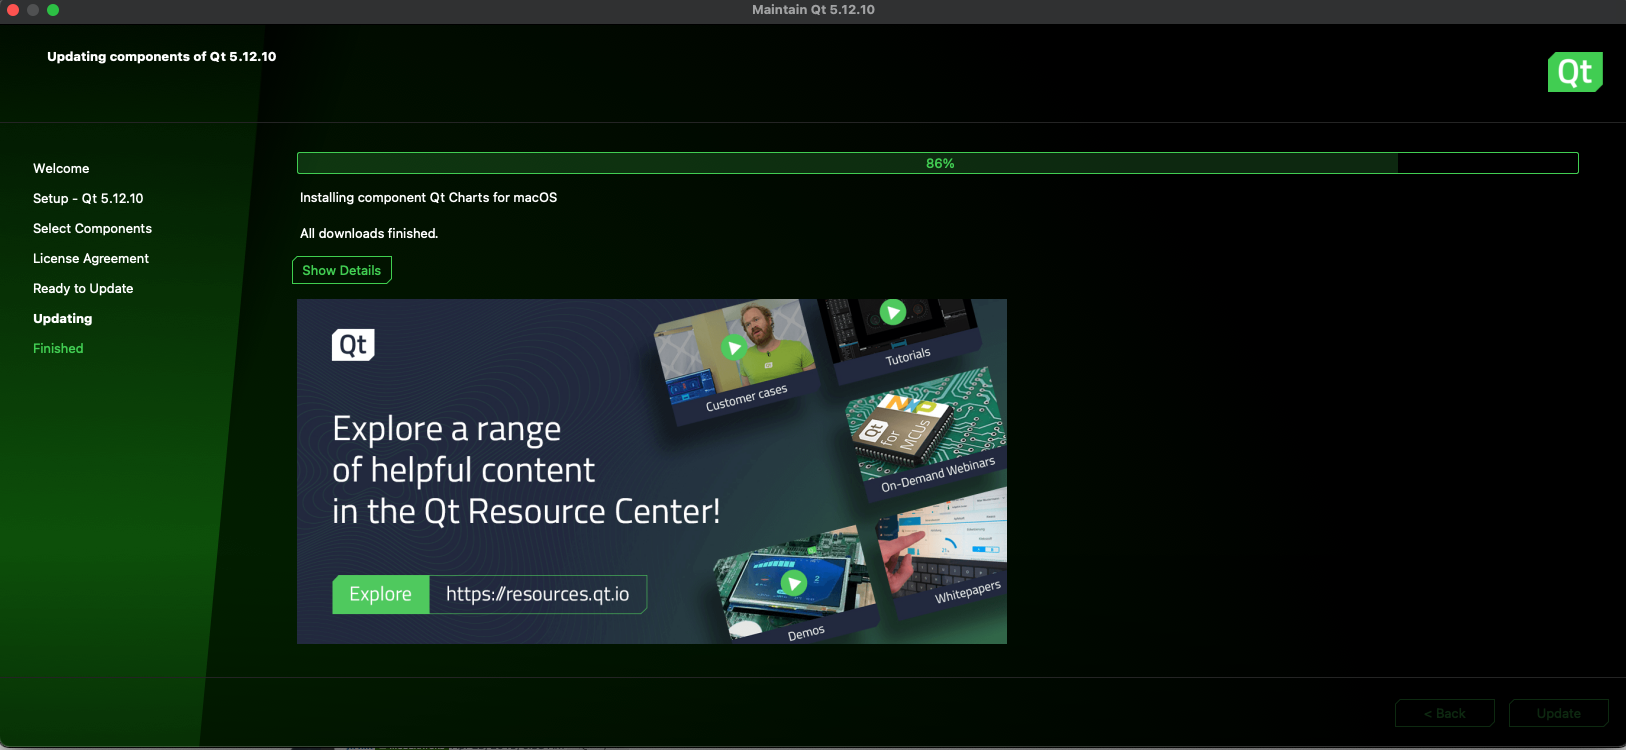 Maintain Qt 5.12.10
Updating components of Qt 5.12.10
Qt
Welcome
Setup - Qt 5.12.10
Select Components
License Agreement
Ready to Update
Updating
Finished
86%
Installing component Qt Charts for macOS
All downloads finished.
Show Details
Qt
Explore a range
of helpful content
in the Qt Resource Center!
Explore https://resources.qt.io
Customer cases
Tutorials
Qt
for
MCUs
On-Demand Webinars
Whitepapers
Demos
< Back
Update